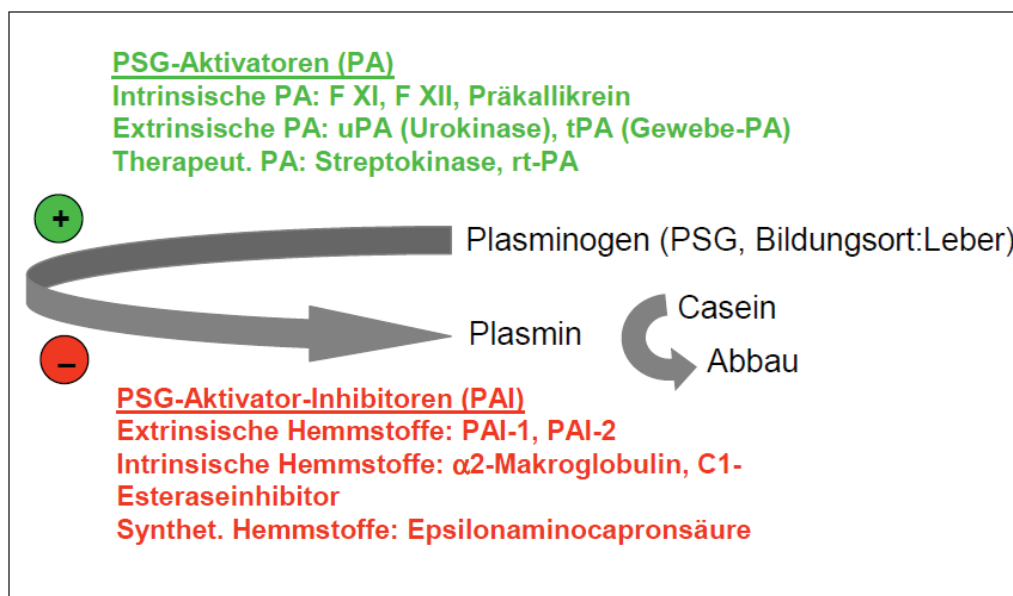 PSG-Aktivatoren (PA)
Intrinsische PA: F XI, F XII, Präkallikrein
Extrinsische PA: uPA (Urokinase), tPA (Gewebe-PA)
Therapeut. PA: Streptokinase, rt-PA
+
Plasminogen (PSG, Bildungsort:Leber)
Casein
Plasmin
Abbau
–
PSG-Aktivator-Inhibitoren (PAI)
Extrinsische Hemmstoffe: PAI-1, PAI-2
Intrinsische Hemmstoffe: α2-Makroglobulin, C1-
Esteraseinhibitor
Synthet. Hemmstoffe: Epsilonaminocapronsäure